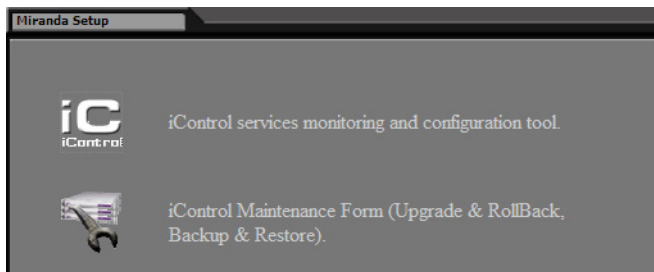 Miranda Setup
iC
iControl
iControl services monitoring and configuration tool.
iControl Maintenance Form (Upgrade & RollBack,
Backup & Restore).